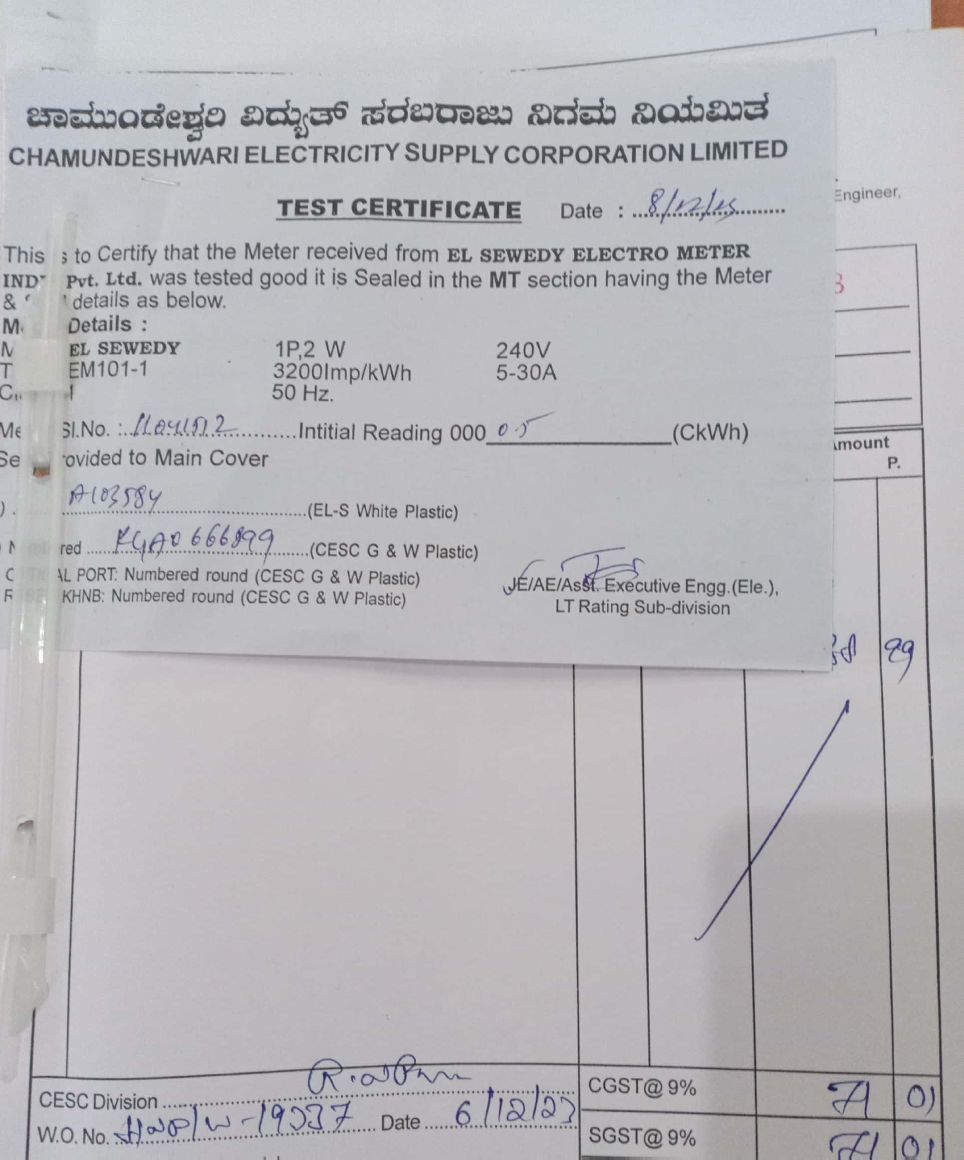 ಚಾಮುಂಡೇಶ್ವರಿ ವಿದ್ಯುತ್ ಸರಬರಾಜು ನಿಗಮ ನಿಯಮಿತ
CHAMUNDESHWARI ELECTRICITY SUPPLY CORPORATION LIMITED
Engineer,
TEST CERTIFICATE Date : 8/12/23
This is to Certify that the Meter received from EL SEWEDY ELECTRO METER
Pvt. Ltd. was tested good it is Sealed in the MT section having the Meter
& details as below.
Details :
EL SEWEDY 1P,2 W 240V
EM101-1 3200Imp/kWh 5-30A
50 Hz.
Sl.No. : Intitial Reading 000 0.5 (CkWh)
Amount
P.
ovided to Main Cover
A103584 (EL-S White Plastic)
red KGAD 666899 (CESC G & W Plastic)
AL PORT: Numbered round (CESC G & W Plastic)
KHNB: Numbered round (CESC G & W Plastic)
JE/AE/Asst. Executive Engg.(Ele.),
LT Rating Sub-division
29
CESC Division CGST@ 9% 71 01
W.O. No. Date 6/12/23 SGST@ 9% 71 01